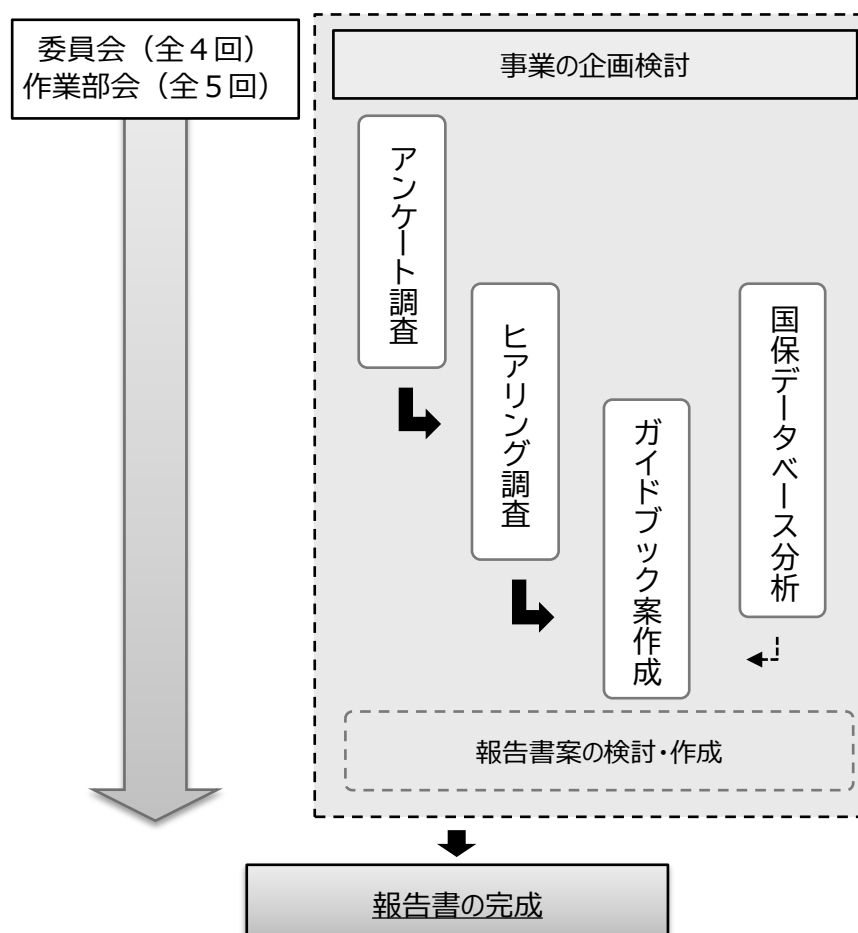 委員会（全４回）
作業部会（全５回）
事業の企画検討
アンケート調査
ヒアリング調査
ガイドブック案作成
国保データベース分析
報告書案の検討・作成
報告書の完成